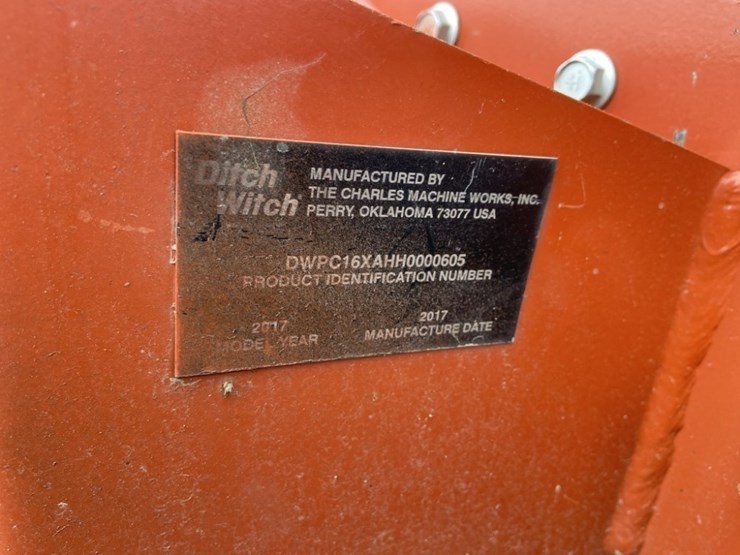 Ditch Witch
MANUFACTURED BY
THE CHARLES MACHINE WORKS, INC.
PERRY, OKLAHOMA 73077 USA
DWPC16XAHH0000605
PRODUCT IDENTIFICATION NUMBER
2017
MODEL YEAR
2017
MANUFACTURE DATE